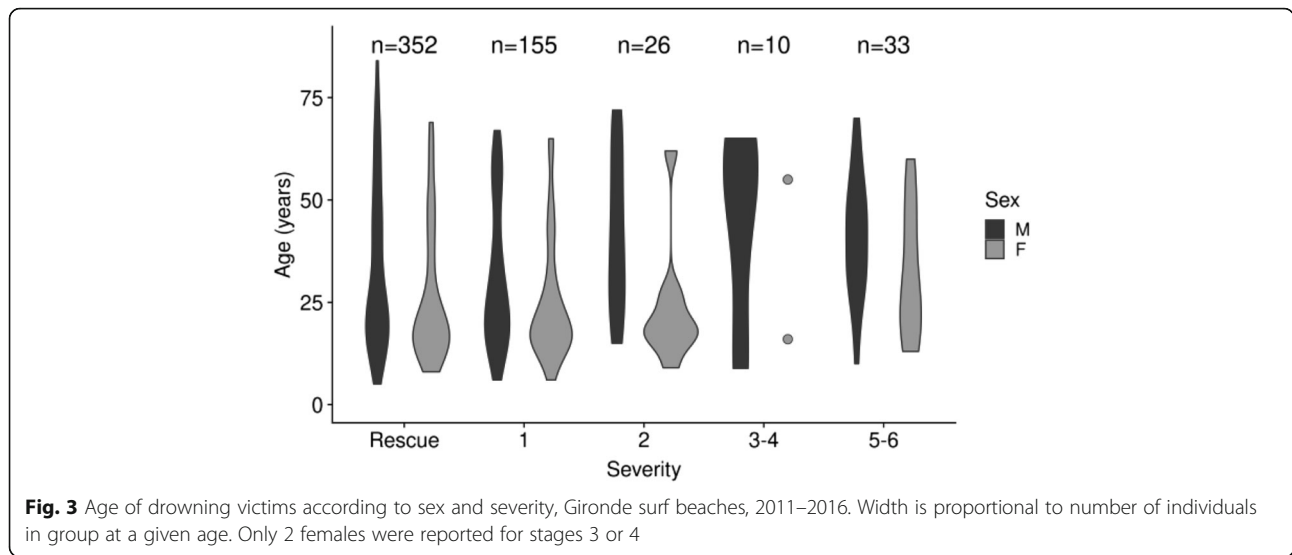 n=352 n=155 n=26 n=10 n=33
75
50
25
0
Age (years)
Rescue 1 2 3-4 5-6
Severity
Sex
M
F
Fig. 3 Age of drowning victims according to sex and severity, Gironde surf beaches, 2011–2016. Width is proportional to number of individuals
in group at a given age. Only 2 females were reported for stages 3 or 4